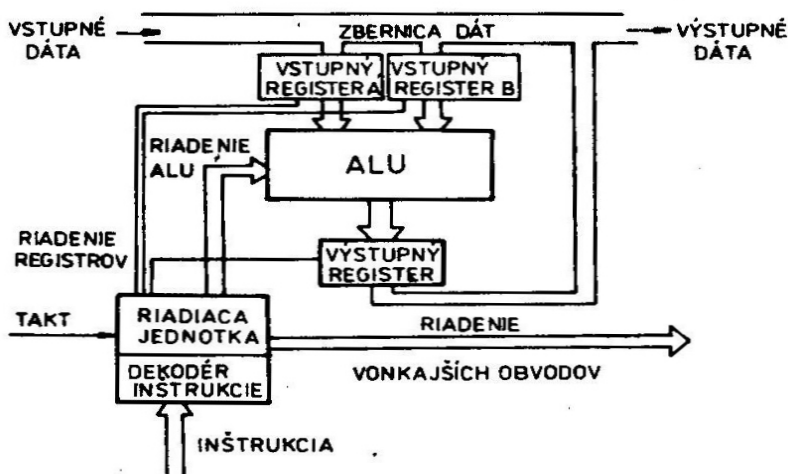 VSTUPNÉ
DÁTA
ZBERNICA DÁT
VÝSTUPNÉ
DÁTA
VSTUPNÝ
REGISTER A
VSTUPNÝ
REGISTER B
RIADENIE
ALU
ALU
RIADENIE
REGISTROV
VÝSTUPNÝ
REGISTER
TAKT
RIADIACA
JEDNOTKA
RIADENIE
VONKAJŠÍCH OBVODOV
DEKODÉR
INŠTRUKCIE
INŠTRUKCIA